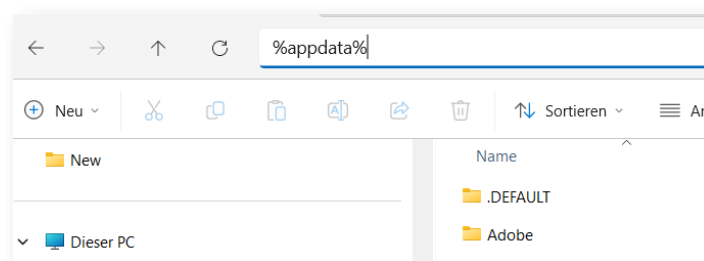 %appdata%
Neu
Sortieren
New
Name
.DEFAULT
Adobe
Dieser PC